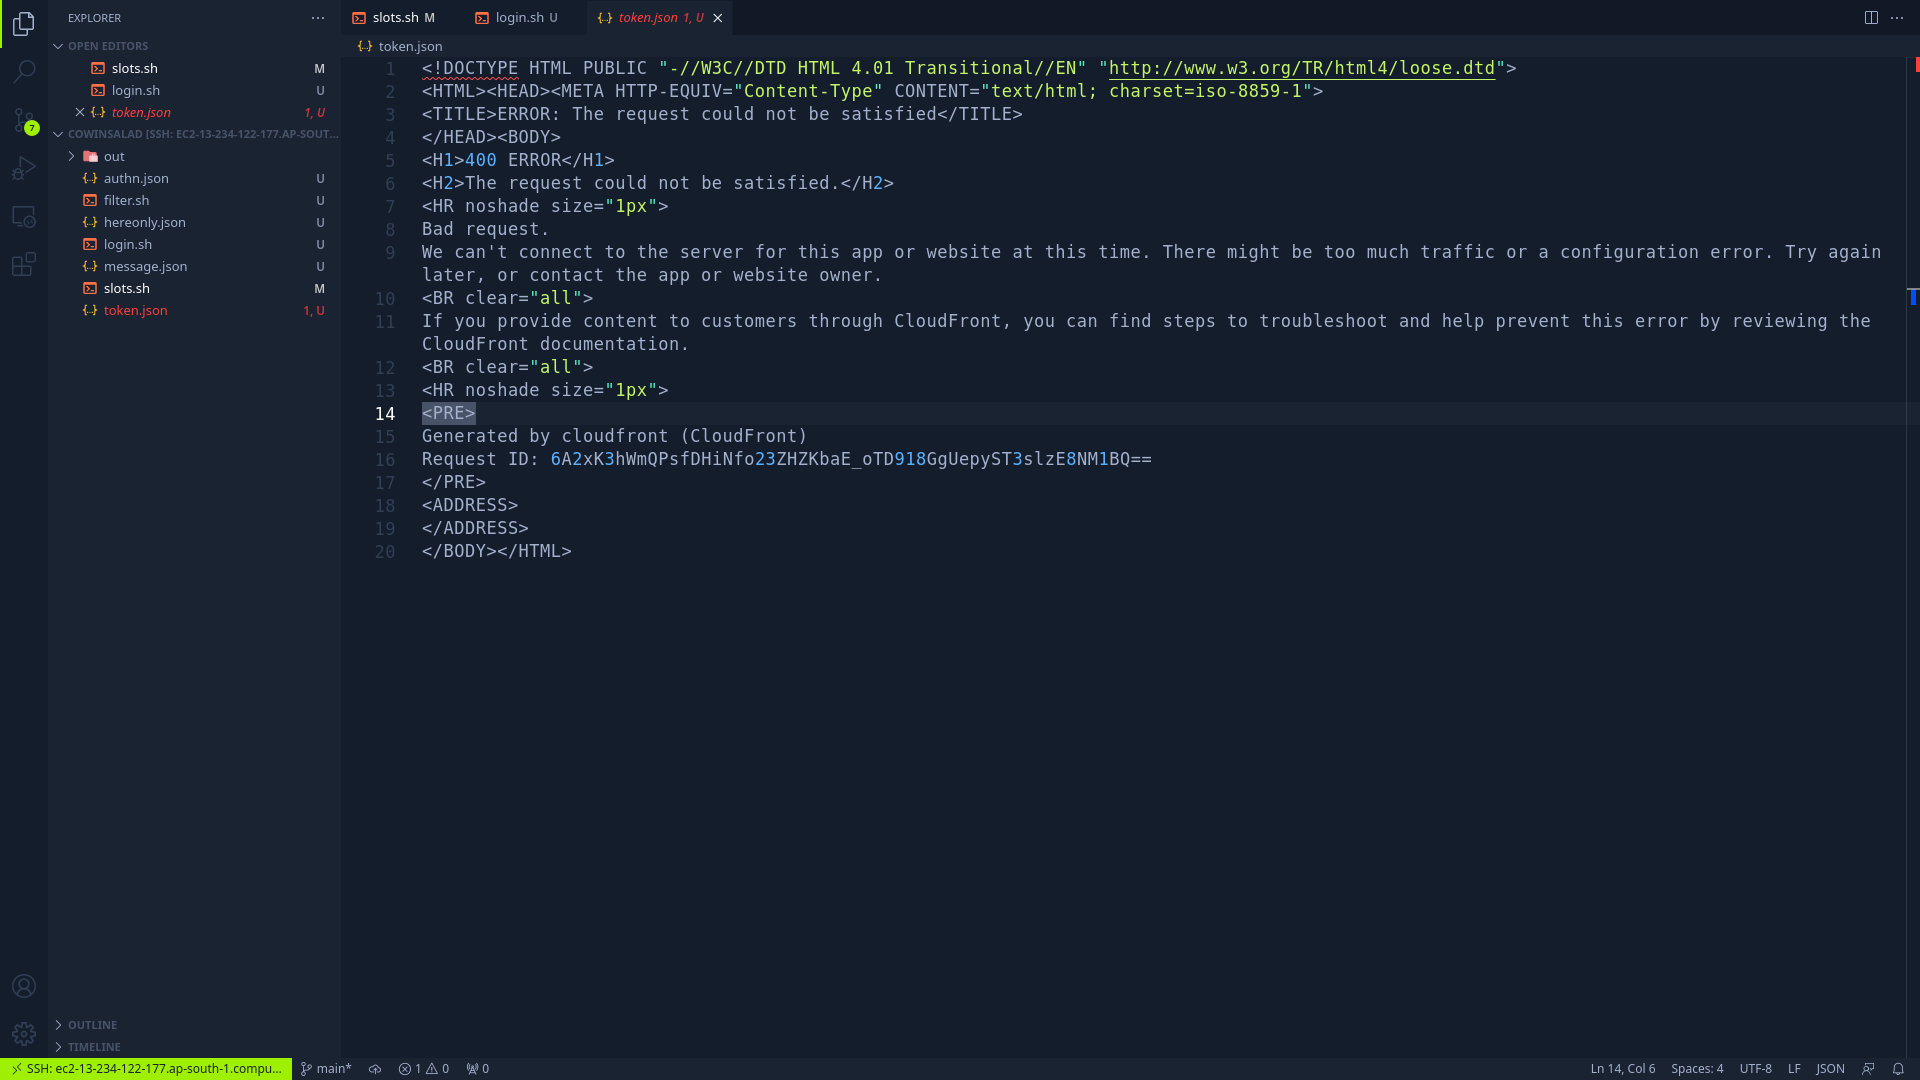 EXPLORER
OPEN EDITORS
slots.sh M
login.sh U
token.json 1, U
COWINSALAD [SSH: EC2-13-234-122-177.AP-SOUT...
out
authn.json U
filter.sh U
hereonly.json U
login.sh U
message.json U
slots.sh M
token.json 1, U
OUTLINE
TIMELINE
7
slots.sh M login.sh U token.json 1, U
token.json
1 <!DOCTYPE HTML PUBLIC "-//W3C//DTD HTML 4.01 Transitional//EN" "http://www.w3.org/TR/html4/loose.dtd">
2 <HTML><HEAD><META HTTP-EQUIV="Content-Type" CONTENT="text/html; charset=iso-8859-1">
3 <TITLE>ERROR: The request could not be satisfied</TITLE>
4 </HEAD><BODY>
5 <H1>400 ERROR</H1>
6 <H2>The request could not be satisfied.</H2>
7 <HR noshade size="1px">
8 Bad request.
9 We can't connect to the server for this app or website at this time. There might be too much traffic or a configuration error. Try again
later, or contact the app or website owner.
10 <BR clear="all">
11 If you provide content to customers through CloudFront, you can find steps to troubleshoot and help prevent this error by reviewing the
CloudFront documentation.
12 <BR clear="all">
13 <HR noshade size="1px">
14 <PRE>
15 Generated by cloudfront (CloudFront)
16 Request ID: 6A2xK3hWmQPsfDHiNfo23ZHZKbaE_oTD918GgUepyST3slzE8NM1BQ==
17 </PRE>
18 <ADDRESS>
19 </ADDRESS>
20 </BODY></HTML>
SSH: ec2-13-234-122-177.ap-south-1.compu... main* 1 0 0 Ln 14, Col 6 Spaces: 4 UTF-8 LF JSON